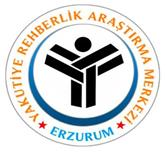 YAKUTİYE REHBERLİK ARAŞTIRMA MERKEZİ
ERZURUM